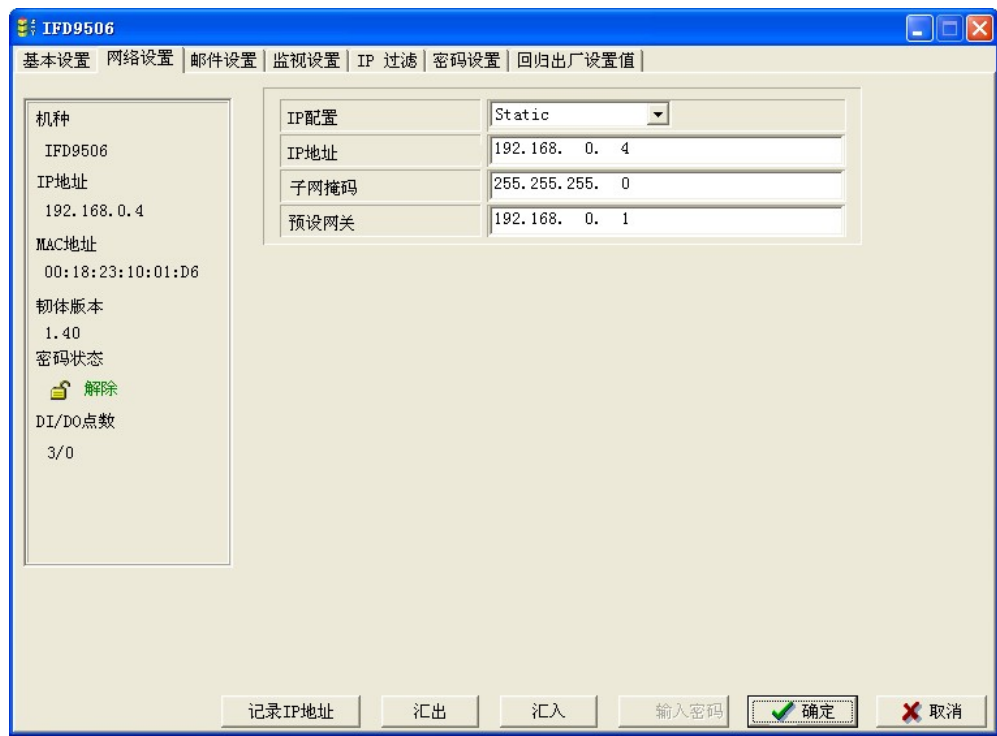 IFD9506
基本设置 网络设置 邮件设置 监视设置 IP 过滤 密码设置 回归出厂设置值
机种
IFD9506
IP地址
192.168.0.4
MAC地址
00:18:23:10:01:D6
韧体版本
1.40
密码状态
解除
DI/DO点数
3/0
IP配置 Static
IP地址 192.168. 0. 4
子网掩码 255.255.255. 0
预设网关 192.168. 0. 1
记录IP地址 汇出 汇入 输入密码 确定 取消